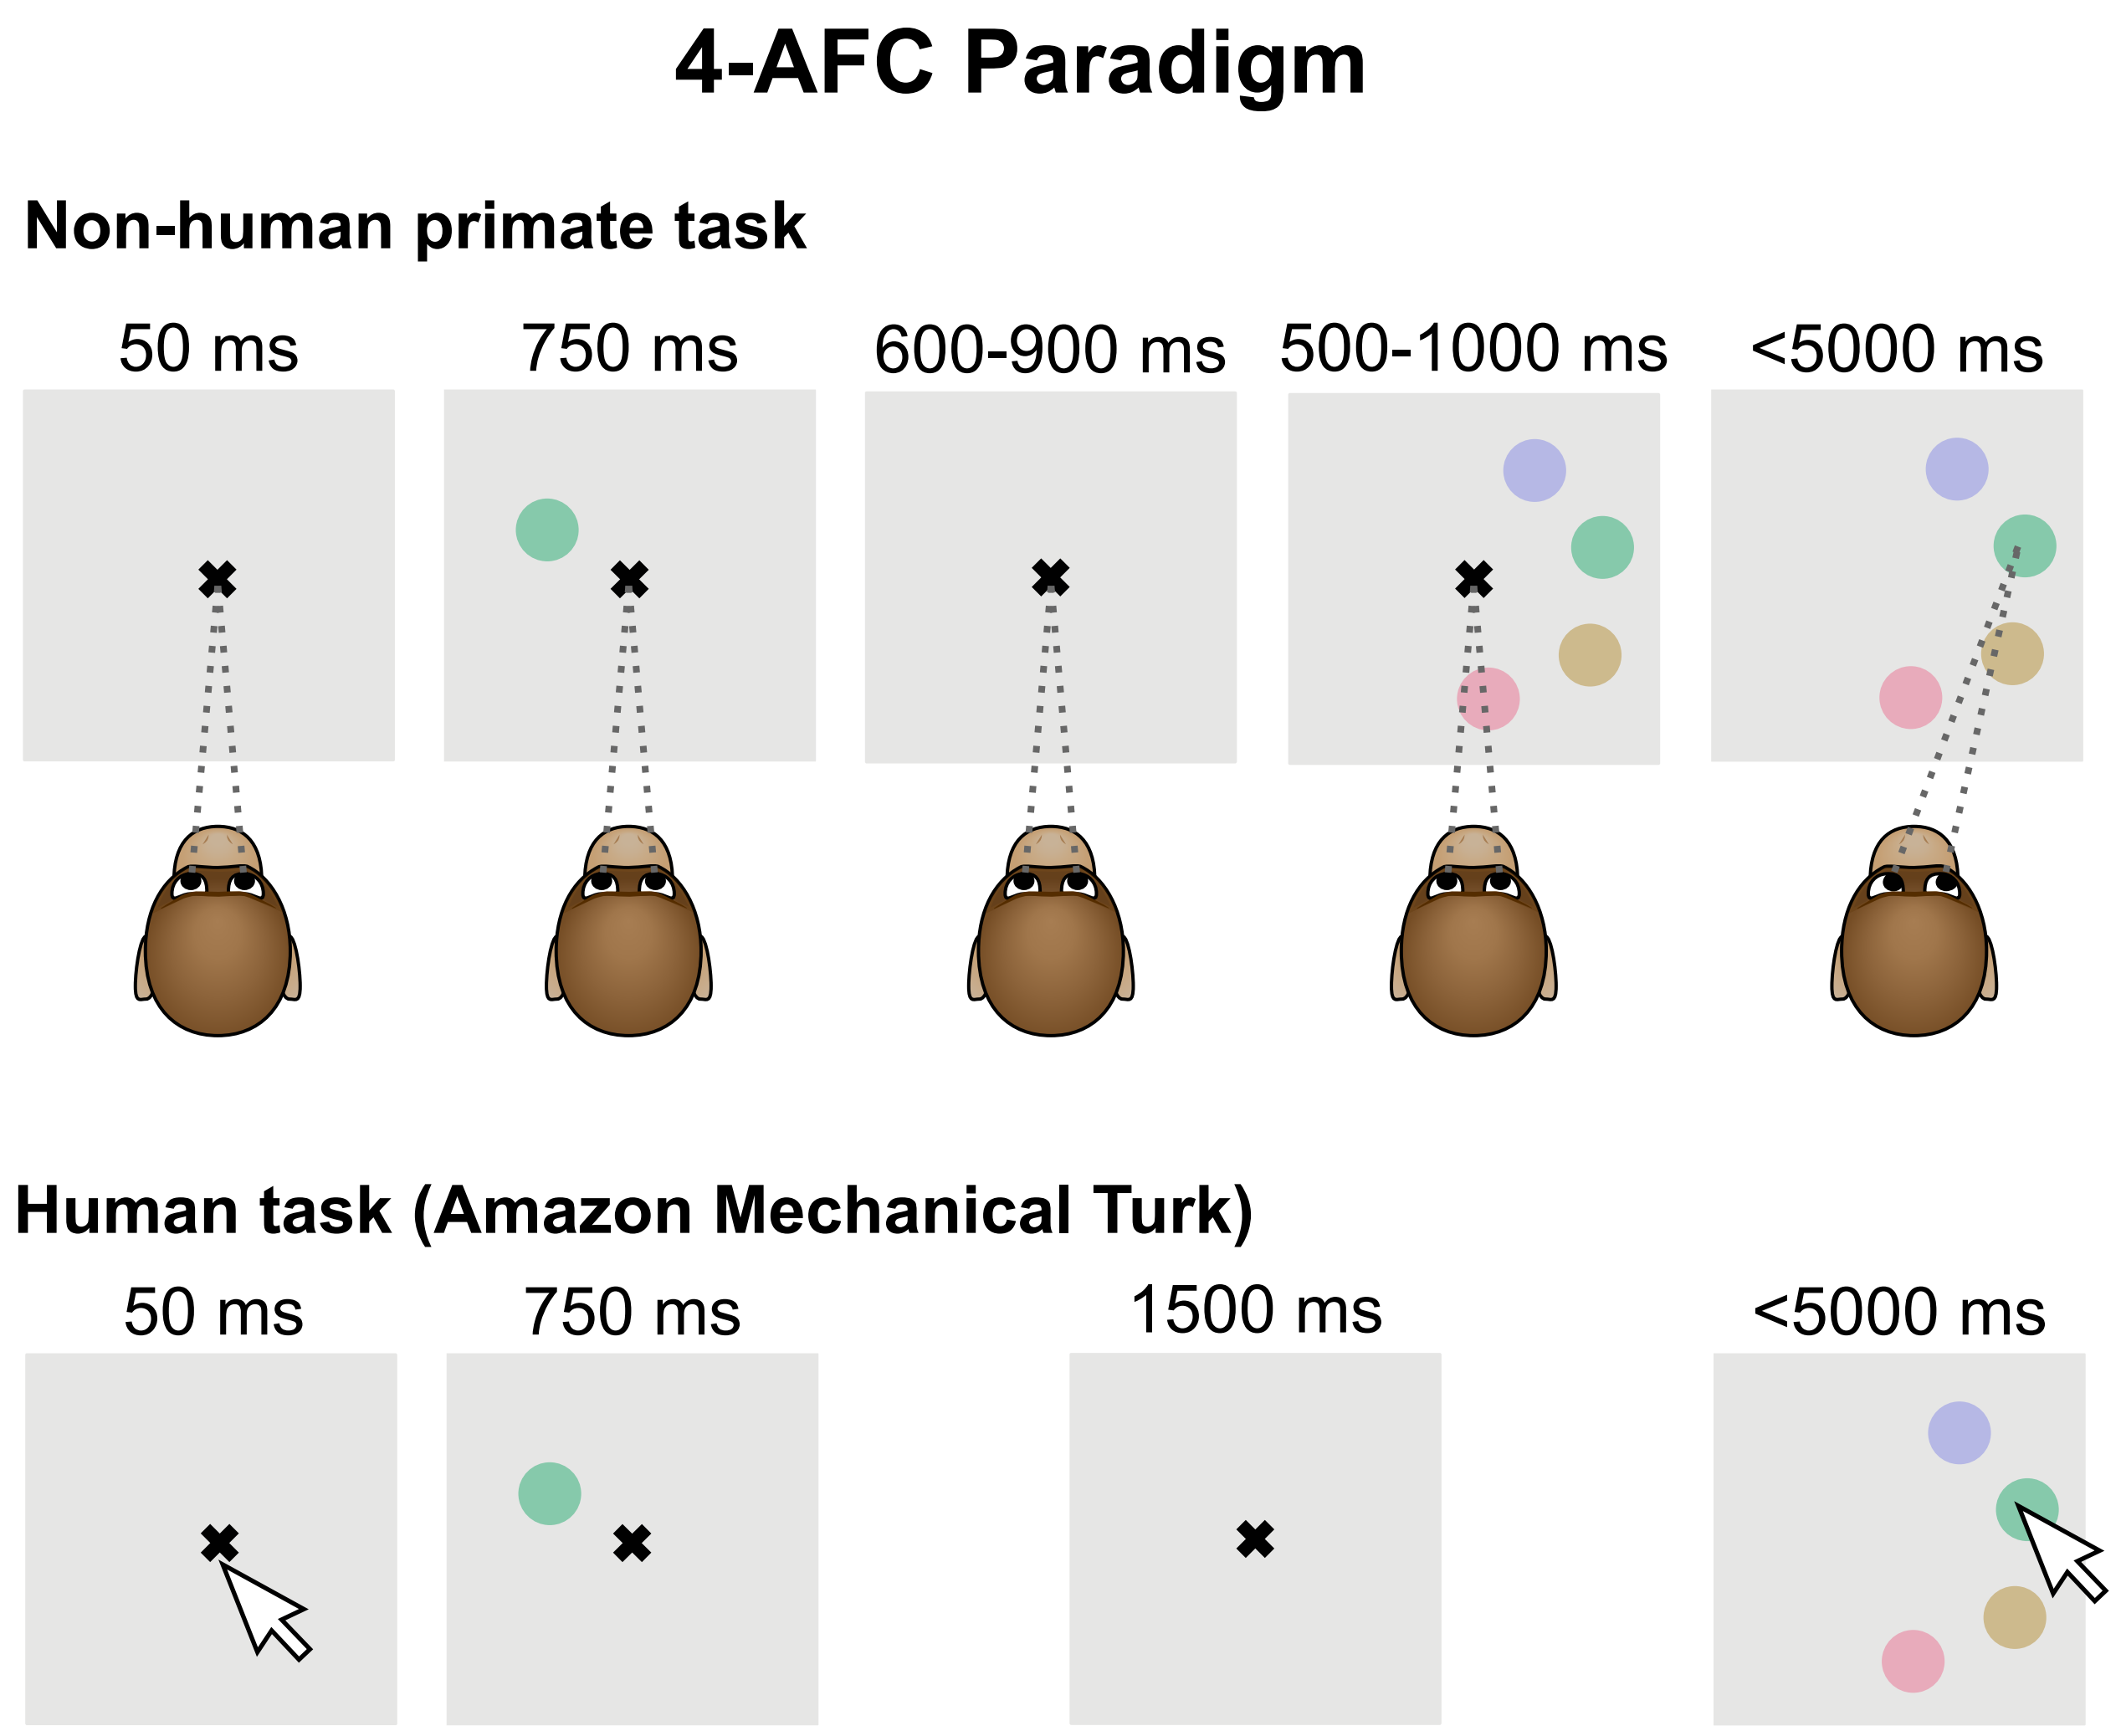 4-AFC Paradigm
Non-human primate task
50 ms 750 ms 600-900 ms 500-1000 ms <5000 ms
Human task (Amazon Mechanical Turk)
50 ms 750 ms 1500 ms <5000 ms